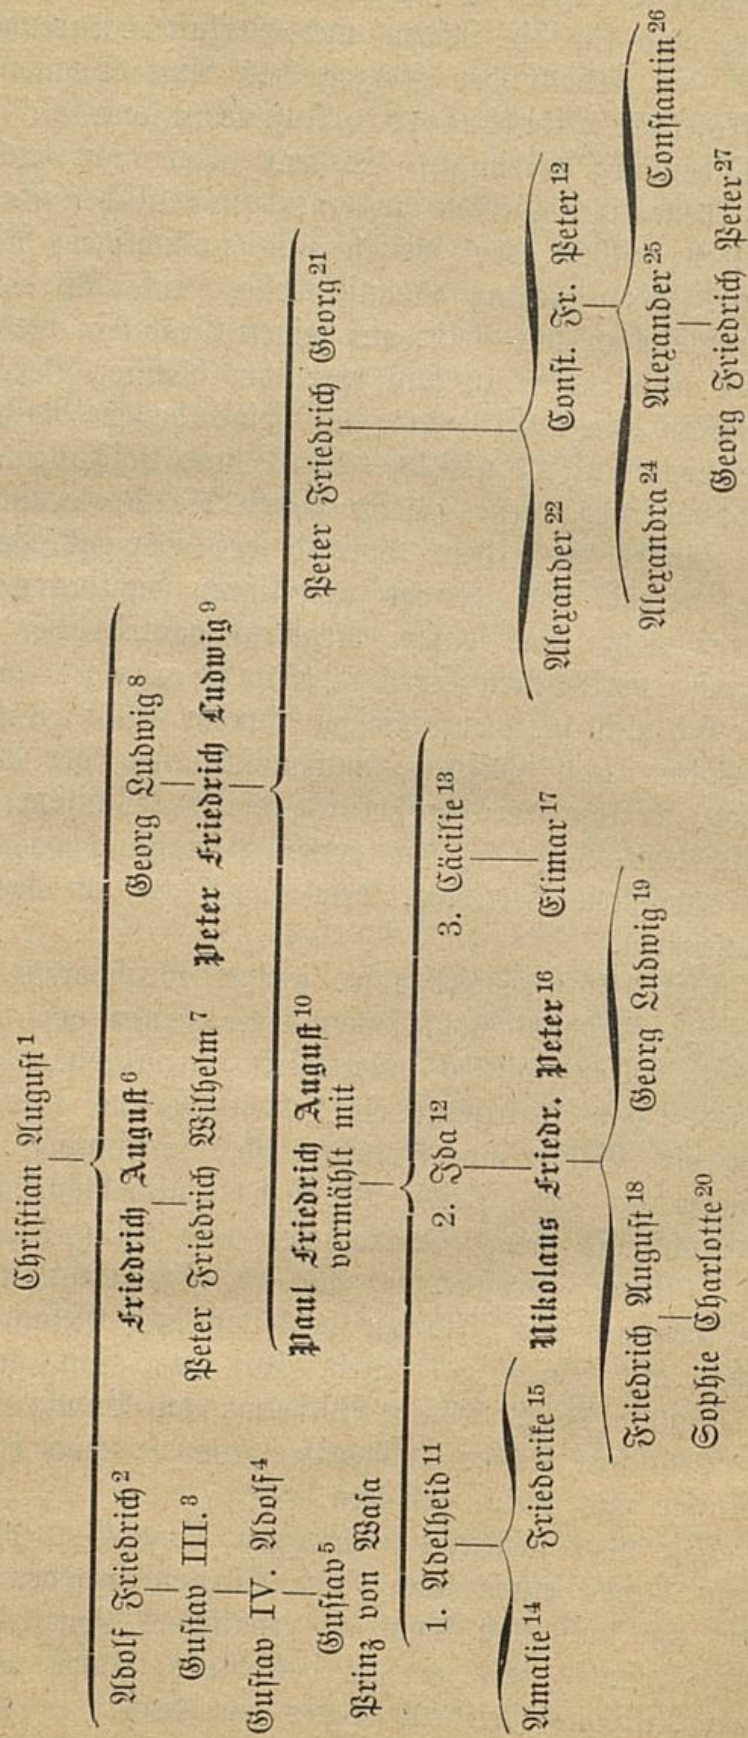 Chriſtian Auguſt 1
Adolf Friedrich 2
Friedrich Auguſt 6
Georg Ludwig 8
Guſtav III. 3
Peter Friedrich Wilhelm 7
Peter Friedrich Ludwig 9
Guſtav IV. Adolf 4
Guſtav 5
Prinz von Waſa
Paul Friedrich Auguſt 10
vermählt mit
Peter Friedrich Georg 21
1. Adelheid 11
2. Ida 12
3. Cäcilie 13
Amalie 14
Friederike 15
Nikolaus Friedr. Peter 16
Elimar 17
Alexander 22
Conſt. Fr. Peter 12
Friedrich Auguſt 18
Georg Ludwig 19
Alexandra 24
Alexander 25
Conſtantin 26
Sophie Charlotte 20
Georg Friedrich Peter 27